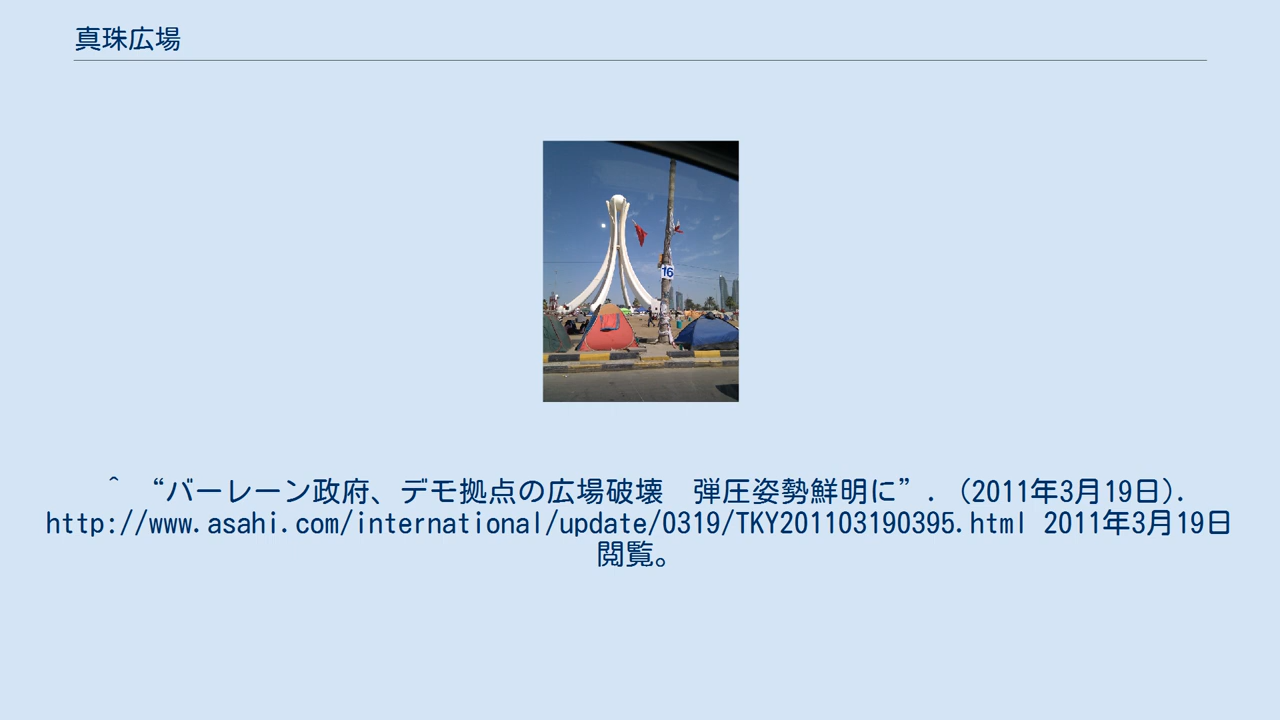 真珠広場
16
^ “バーレーン政府、デモ拠点の広場破壊　弾圧姿勢鮮明に”. (2011年3月19日).
http://www.asahi.com/international/update/0319/TKY201103190395.html 2011年3月19日
閲覧。